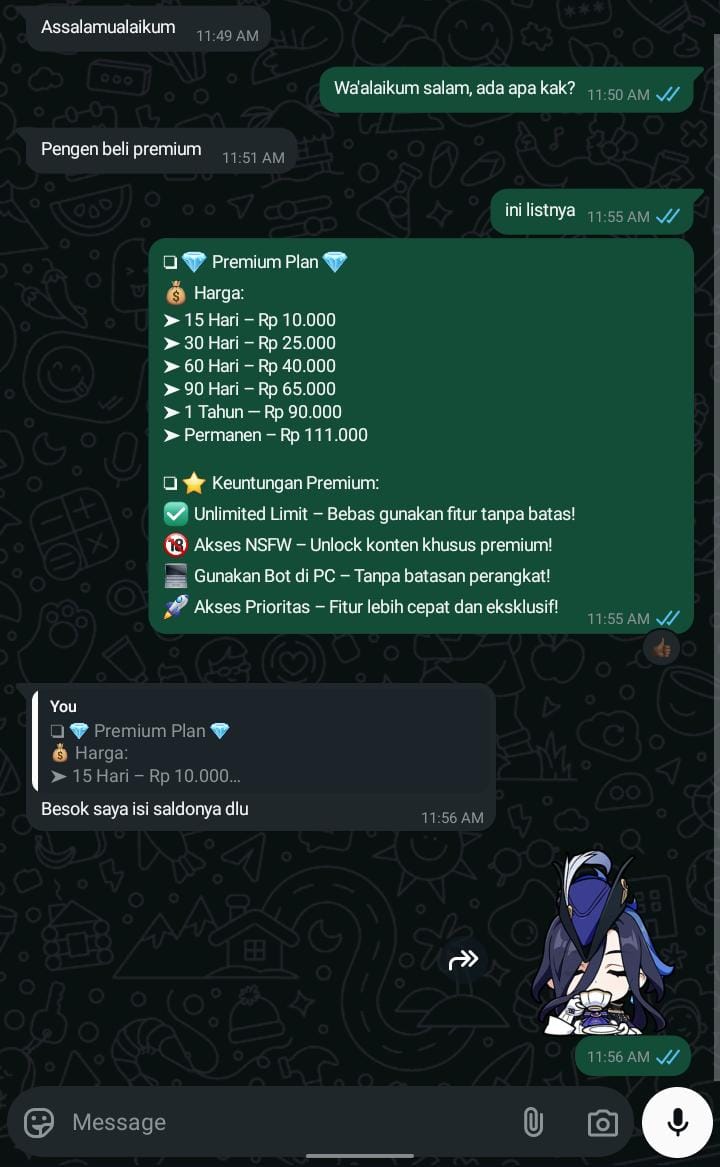 Assalamualaikum 11:49 AM
Wa'alaikum salam, ada apa kak? 11:50 AM
Pengen beli premium 11:51 AM
ini listnya 11:55 AM
❏ 💎 Premium Plan 💎
💰 Harga:
➤ 15 Hari – Rp 10.000
➤ 30 Hari – Rp 25.000
➤ 60 Hari – Rp 40.000
➤ 90 Hari – Rp 65.000
➤ 1 Tahun — Rp 90.000
➤ Permanen – Rp 111.000
❏ ⭐ Keuntungan Premium:
✅ Unlimited Limit – Bebas gunakan fitur tanpa batas!
🔞 Akses NSFW – Unlock konten khusus premium!
💻 Gunakan Bot di PC – Tanpa batasan perangkat!
🚀 Akses Prioritas – Fitur lebih cepat dan eksklusif!
11:55 AM
You
❏ 💎 Premium Plan 💎
💰 Harga:
➤ 15 Hari – Rp 10.000...
Besok saya isi saldonya dlu
11:56 AM
11:56 AM
Message